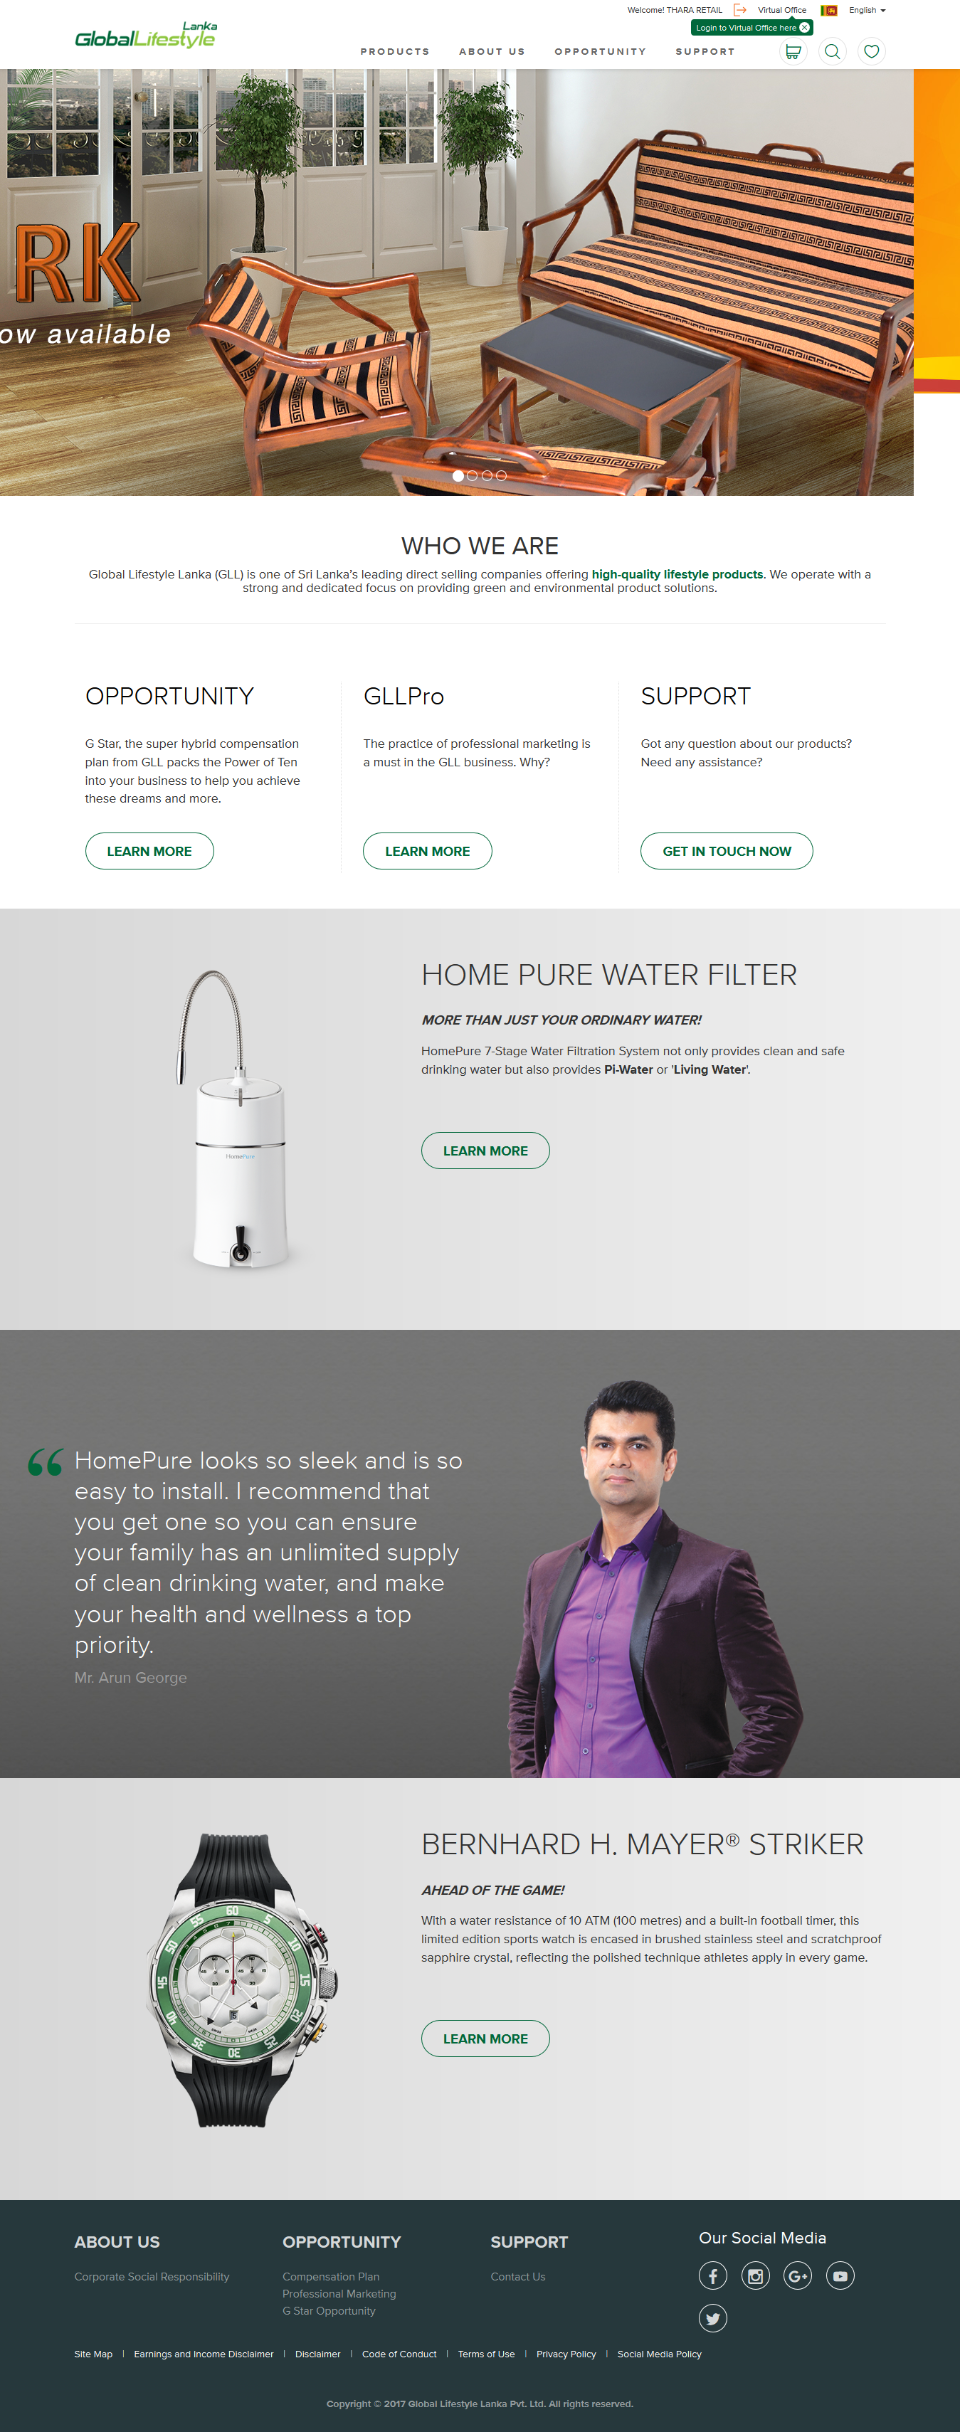 Welcome! THARA RETAIL
Virtual Office
English
Login to Virtual Office here
Lanka
GlobalLifestyle
PRODUCTS
ABOUT US
OPPORTUNITY
SUPPORT
RK
ow available
WHO WE ARE
Global Lifestyle Lanka (GLL) is one of Sri Lanka's leading direct selling companies offering high-quality lifestyle products. We operate with a
strong and dedicated focus on providing green and environmental product solutions.
OPPORTUNITY
G Star, the super hybrid compensation
plan from GLL packs the Power of Ten
into your business to help you achieve
these dreams and more.
LEARN MORE
GLLPro
The practice of professional marketing is
a must in the GLL business. Why?
LEARN MORE
SUPPORT
Got any question about our products?
Need any assistance?
GET IN TOUCH NOW
HOME PURE WATER FILTER
MORE THAN JUST YOUR ORDINARY WATER!
HomePure 7-Stage Water Filtration System not only provides clean and safe
drinking water but also provides Pi-Water or 'Living Water'.
LEARN MORE
HomePure
“ HomePure looks so sleek and is so
easy to install. I recommend that
you get one so you can ensure
your family has an unlimited supply
of clean drinking water, and make
your health and wellness a top
priority.
Mr. Arun George
BERNHARD H. MAYER® STRIKER
AHEAD OF THE GAME!
With a water resistance of 10 ATM (100 metres) and a built-in football timer, this
limited edition sports watch is encased in brushed stainless steel and scratchproof
sapphire crystal, reflecting the polished technique athletes apply in every game.
LEARN MORE
60
5
10
15
20
25
30
35
40
45
50
55
ABOUT US
Corporate Social Responsibility
OPPORTUNITY
Compensation Plan
Professional Marketing
G Star Opportunity
SUPPORT
Contact Us
Our Social Media
Site Map | Earnings and Income Disclaimer | Disclaimer | Code of Conduct | Terms of Use | Privacy Policy | Social Media Policy
Copyright © 2017 Global Lifestyle Lanka Pvt. Ltd. All rights reserved.